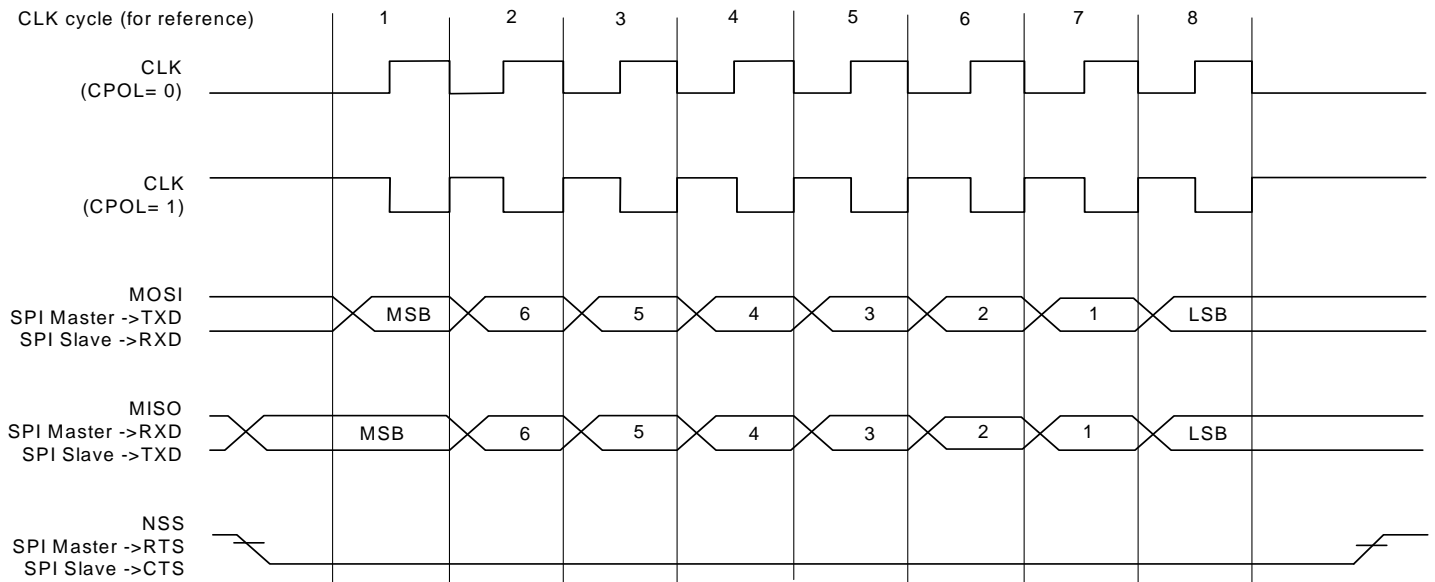 CLK cycle (for reference) 1 2 3 4 5 6 7 8
CLK
(CPOL= 0)
CLK
(CPOL= 1)
MOSI
SPI Master ->TXD
SPI Slave ->RXD
MSB 6 5 4 3 2 1 LSB
MISO
SPI Master ->RXD
SPI Slave ->TXD
MSB 6 5 4 3 2 1 LSB
NSS
SPI Master ->RTS
SPI Slave ->CTS